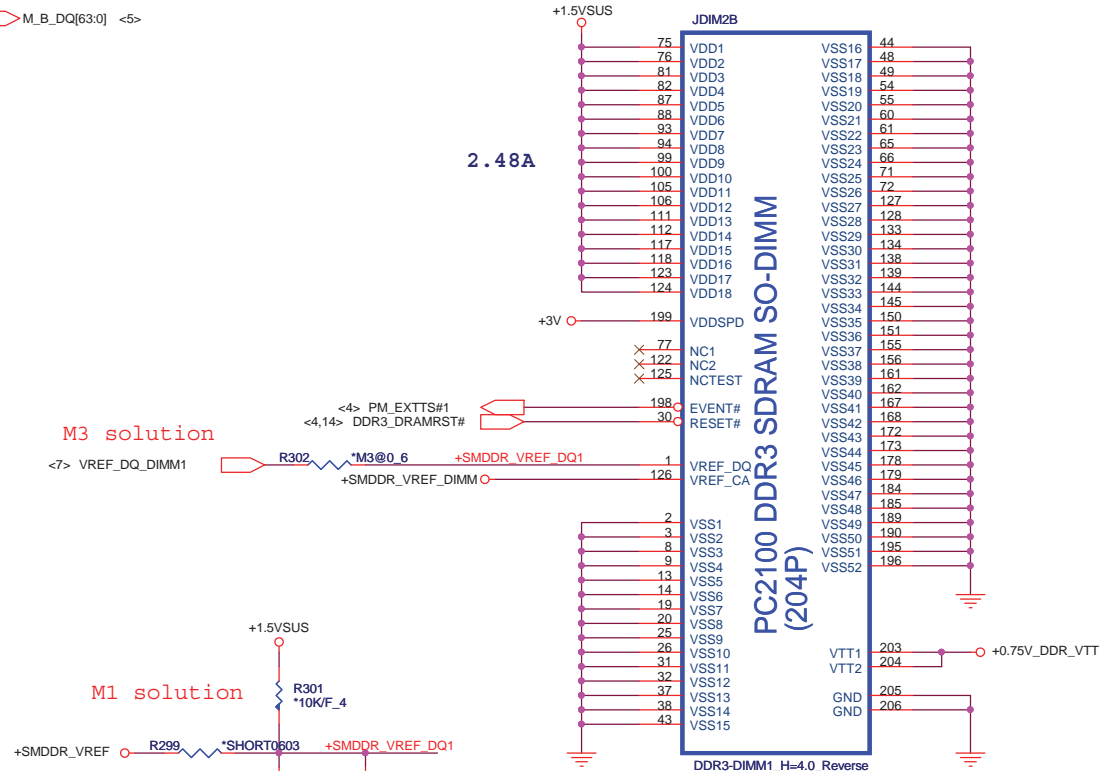 M_B_DQ[63:0] <5>
+1.5VSUS
JDIM2B
75 VDD1 VSS16 44
76 VDD2 VSS17 48
81 VDD3 VSS18 49
82 VDD4 VSS19 54
87 VDD5 VSS20 55
88 VDD6 VSS21 60
93 VDD7 VSS22 61
94 VDD8 VSS23 65
99 VDD9 VSS24 66
100 VDD10 VSS25 71
105 VDD11 VSS26 72
106 VDD12 VSS27 127
111 VDD13 VSS28 128
112 VDD14 VSS29 133
117 VDD15 VSS30 134
118 VDD16 VSS31 138
123 VDD17 VSS32 139
124 VDD18 VSS33 144
VSS34 145
2.48A
+3V 199 VDDSPD VSS35 150
VSS36 151
77 NC1 VSS37 155
122 NC2 VSS38 156
125 NCTEST VSS39 161
VSS40 162
<4> PM_EXTTS#1 198 EVENT# VSS41 167
<4,14> DDR3_DRAMRST# 30 RESET# VSS42 168
VSS43 172
VSS44 173
M3 solution
<7> VREF_DQ_DIMM1 R302 *M3@0_6 +SMDDR_VREF_DQ1 1 VREF_DQ VSS45 178
+SMDDR_VREF_DIMM 126 VREF_CA VSS46 179
VSS47 184
VSS48 185
2 VSS1 VSS49 189
3 VSS2 VSS50 190
8 VSS3 VSS51 195
9 VSS4 VSS52 196
13 VSS5
14 VSS6
19 VSS7
20 VSS8
25 VSS9
26 VSS10 VTT1 203 +0.75V_DDR_VTT
31 VSS11 VTT2 204
32 VSS12
37 VSS13 GND 205
38 VSS14 GND 206
43 VSS15
PC2100 DDR3 SDRAM SO-DIMM
(204P)
DDR3-DIMM1_H=4.0_Reverse
+1.5VSUS
M1 solution
R301
*10K/F_4
+SMDDR_VREF R299 *SHORT0603 +SMDDR_VREF_DQ1